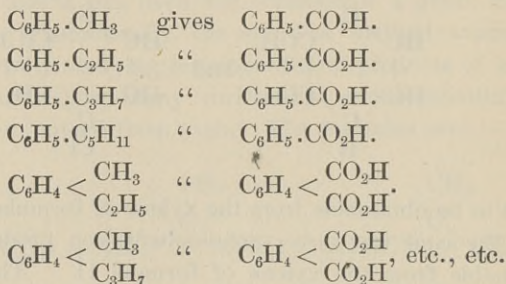 C₆H₅.CH₃ gives C₆H₅.CO₂H.
C₆H₅.C₂H₅ “ C₆H₅.CO₂H.
C₆H₅.C₃H₇ “ C₆H₅.CO₂H.
C₆H₅.C₅H₁₁ “ C₆H₅.CO₂H.
CH₃ CO₂H
C₆H₄< “ C₆H₄< .
C₂H₅ CO₂H
CH₃ CO₂H
C₆H₄< “ C₆H₄< , etc., etc.
C₃H₇ CO₂H